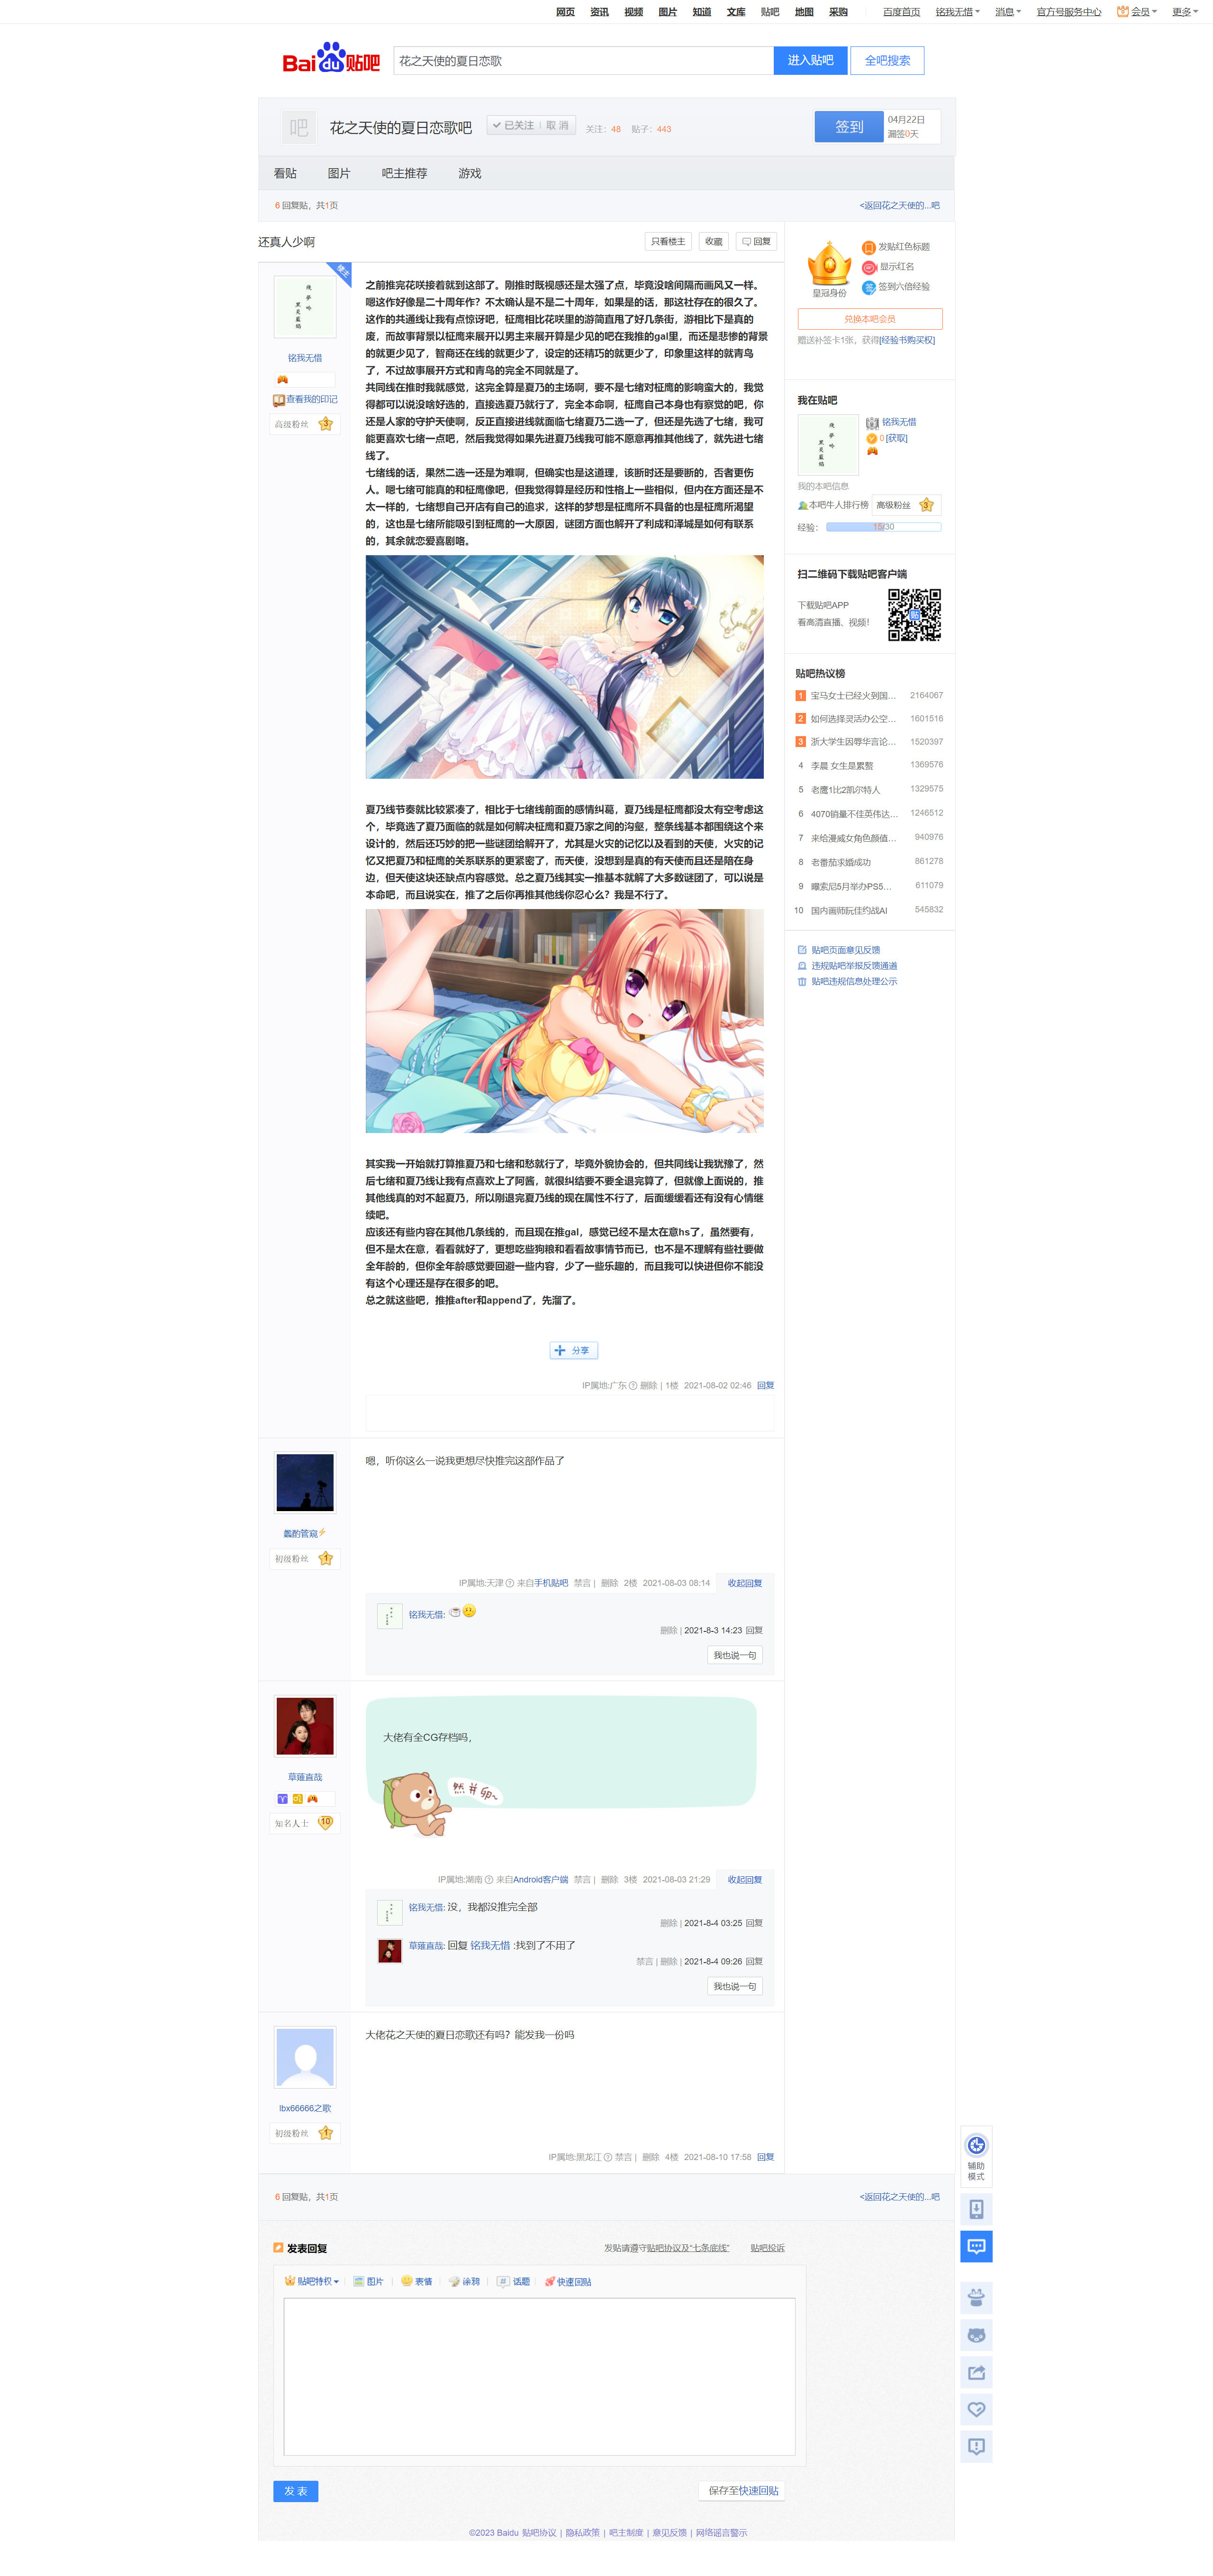 网页 资讯 视频 图片 知道 文库 贴吧 地图 采购 百度首页 铭我无惜 消息 官方号服务中心 会员 更多
Bai du 贴吧 花之天使的夏日恋歌 进入贴吧 全吧搜索
吧 花之天使的夏日恋歌吧 已关注 | 取消 关注: 48 贴子: 443 签到 04月22日 漏签0天
看贴 图片 吧主推荐 游戏
6 回复贴，共1页 <返回花之天使的...吧
还真人少啊 只看楼主 收藏 回复
楼主
铭我无惜
查看我的印记
高级粉丝 3
之前推完花咲接着就到这部了。刚推时既视感还是太强了点，毕竟没啥间隔而画风又一样。
嗯这作好像是二十周年作？不太确认是不是二十周年，如果是的话，那这社存在的很久了。
这作的共通线让我有点惊讶吧，柾鹰相比花咲里的游简直甩了好几条街，游相比下是真的
废，而故事背景以柾鹰来展开以男主来展开算是少见的吧在我推的gal里，而还是悲惨的背景
的就更少见了，智商还在线的就更少了，设定的还精巧的就更少了，印象里这样的就青鸟
了，不过故事展开方式和青鸟的完全不同就是了。
共同线在推时我就感觉，这完全算是夏乃的主场啊，要不是七绪对柾鹰的影响蛮大的，我觉
得都可以说没啥好选的，直接选夏乃就行了，完全本命啊，柾鹰自己本身也有察觉的吧，你
还是人家的守护天使啊，反正直接进线就面临七绪夏乃二选一了，但还是先选了七绪，我可
能更喜欢七绪一点吧，然后我觉得如果先进夏乃线我可能不愿意再推其他线了，就先进七绪
线了。
七绪线的话，果然二选一还是为难啊，但确实也是这道理，该断时还是要断的，否者更伤
人。嗯七绪可能真的和柾鹰像吧，但我觉得算是经历和性格上一些相似，但内在方面还是不
太一样的，七绪想自己开店有自己的追求，这样的梦想是柾鹰所不具备的也是柾鹰所渴望
的，这也是七绪所能吸引到柾鹰的一大原因，谜团方面也解开了利成和泽城是如何有联系
的，其余就恋爱喜剧咯。
夏乃线节奏就比较紧凑了，相比于七绪线前面的感情纠葛，夏乃线是柾鹰都没太有空考虑这
个，毕竟选了夏乃面临的就是如何解决柾鹰和夏乃家之间的沟壑，整条线基本都围绕这个来
设计的，然后还巧妙的把一些谜团给解开了，尤其是火灾的记忆以及看到的天使，火灾的记
忆又把夏乃和柾鹰的关系联系的更紧密了，而天使，没想到是真的有天使而且还是陪在身
边，但天使这块还缺点内容感觉。总之夏乃线其实一推基本就解了大多数谜团了，可以说是
本命吧，而且说实在，推了之后你再推其他线你忍心么？我是不行了。
其实我一开始就打算推夏乃和七绪和愁就行了，毕竟外貌协会的，但共同线让我犹豫了，然
后七绪和夏乃线让我有点喜欢上了阿酱，就很纠结要不要全退完算了，但就像上面说的，推
其他线真的对不起夏乃，所以刚退完夏乃线的现在属性不行了，后面缓缓看还有没有心情继
续吧。
应该还有些内容在其他几条线的，而且现在推gal，感觉已经不是太在意hs了，虽然要有，
但不是太在意，看看就好了，更想吃些狗粮和看看故事情节而已，也不是不理解有些社要做
全年龄的，但你全年龄感觉要回避一些内容，少了一些乐趣的，而且我可以快进但你不能没
有这个心理还是存在很多的吧。
总之就这些吧，推推after和append了，先溜了。
分享
IP属地:广东 删除 | 1楼 2021-08-02 02:46 回复
皇冠身份
发贴红色标题
显示红名
签到六倍经验
兑换本吧会员
赠送补签卡1张，获得[经验书购买权]
我在贴吧
铭我无惜
0 [获取]
我的本吧信息
本吧牛人排行榜 高级粉丝 3
经验: 15/30
扫二维码下载贴吧客户端
下载贴吧APP
看高清直播、视频！
贴
贴吧热议榜
1 宝马女士已经火到国... 2164067
2 如何选择灵活办公空... 1601516
3 浙大学生因辱华言论... 1520397
4 李晨 女生是累赘 1369576
5 老鹰1比2凯尔特人 1329575
6 4070销量不佳英伟达... 1246512
7 来给漫威女角色颜值... 940976
8 老番茄求婚成功 861278
9 曝索尼5月举办PS5... 611079
10 国内画师阮佳约战AI 545832
贴吧页面意见反馈
违规贴吧举报反馈通道
贴吧违规信息处理公示
嗯，听你这么一说我更想尽快推完这部作品了
初级粉丝 1
IP属地:天津 来自手机贴吧 禁言 | 删除 2楼 2021-08-03 08:14 收起回复
铭我无惜:
删除 | 2021-8-3 14:23 回复
我也说一句
草薙直哉
知名人士 10
大佬有全CG存档吗，
然并卵~
IP属地:湖南 来自Android客户端 禁言 | 删除 3楼 2021-08-03 21:29 收起回复
铭我无惜: 没，我都没推完全部
删除 | 2021-8-4 03:25 回复
草薙直哉: 回复 铭我无惜 :找到了不用了
禁言 | 删除 | 2021-8-4 09:26 回复
我也说一句
大佬花之天使的夏日恋歌还有吗？能发我一份吗
lbx66666之歌
初级粉丝 1
IP属地:黑龙江 禁言 | 删除 4楼 2021-08-10 17:58 回复
6 回复贴，共1页 <返回花之天使的...吧
辅助
模式
发表回复 发贴请遵守贴吧协议及“七条底线” 贴吧投诉
贴吧特权 图片 表情 涂鸦 话题 快速回贴
发 表 保存至快速回贴
©2023 Baidu 贴吧协议 | 隐私政策 | 吧主制度 | 意见反馈 | 网络谣言警示